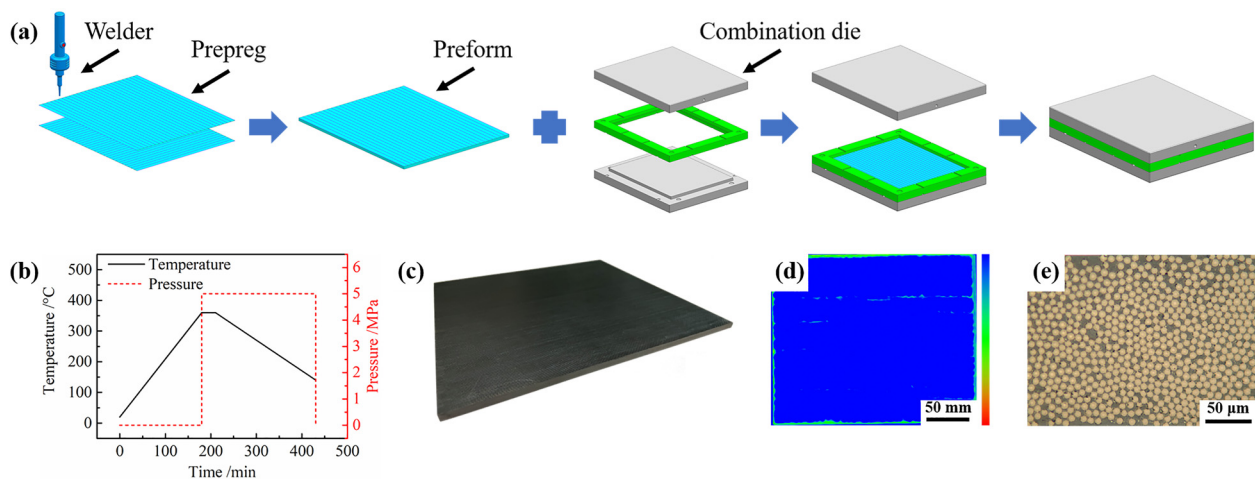 (a)
Welder
Prepreg
Preform
Combination die
(b)
Temperature
Pressure
Temperature /°C
500
400
300
200
100
0
6
5
4
3
2
1
0
Pressure /MPa
0 100 200 300 400 500
Time /min
(c)
(d)
50 mm
(e)
50 μm